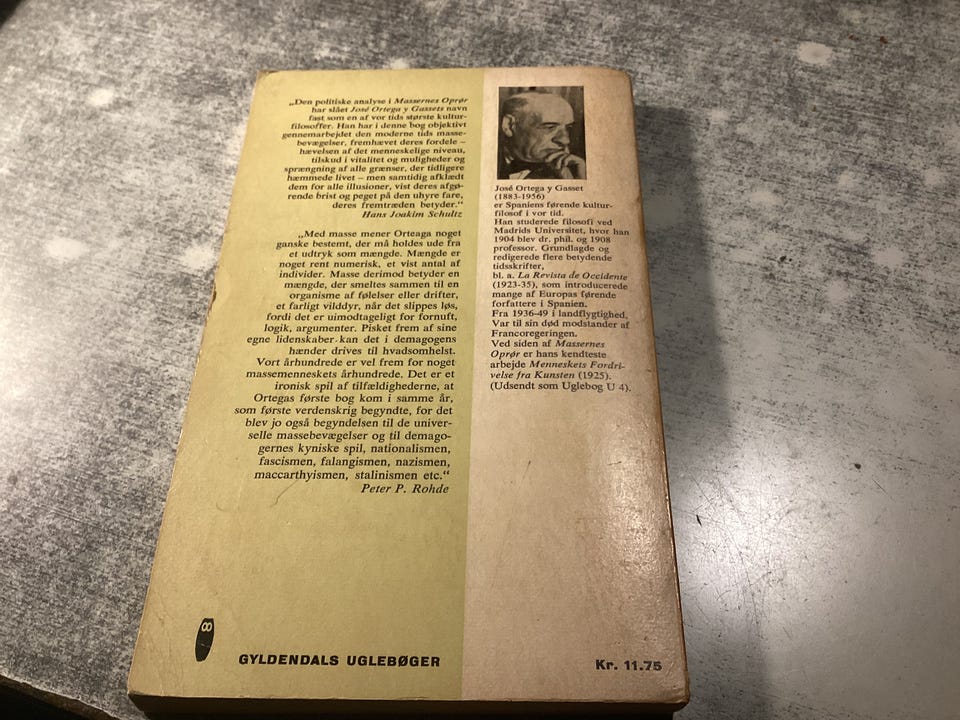 „Den politiske analyse i Massernes Oprør
har slået José Ortega y Gassets navn
fast som en af vor tids største kultur-
filosoffer. Han har i denne bog objektivt
gennemarbejdet den moderne tids masse-
bevægelser, fremhævet deres fordele –
hævelsen af det menneskelige niveau,
tilskud i vitalitet og muligheder og
sprængning af alle grænser, der tidligere
hæmmede livet – men samtidig afklædt
dem for alle illusioner, vist deres afgø-
rende brist og peget på den uhyre fare,
deres fremtræden betyder.“
Hans Joakim Schultz
„Med masse mener Orteaga noget
ganske bestemt, der må holdes ude fra
et udtryk som mængde. Mængde er
noget rent numerisk, et vist antal af
individer. Masse derimod betyder en
mængde, der smeltes sammen til en
organisme af følelser eller drifter,
et farligt vilddyr, når det slippes løs,
fordi det er uimodtageligt for fornuft,
logik, argumenter. Pisket frem af sine
egne lidenskaber kan det i demagogens
hænder drives til hvadsomhelst.
Vort århundrede er vel frem for noget
massemenneskets århundrede. Det er et
ironisk spil af tilfældighederne, at
Ortegas første bog kom i samme år,
som første verdenskrig begyndte, for det
blev jo også begyndelsen til de univer-
selle massebevægelser og til demago-
gernes kyniske spil, nationalismen,
fascismen, falangismen, nazismen,
maccarthyismen, stalinismen etc.“
Peter P. Rohde
8
GYLDENDALS UGLEBØGER
José Ortega y Gasset
(1883-1956)
er Spaniens førende kultur-
filosof i vor tid.
Han studerede filosofi ved
Madrids Universitet, hvor han
1904 blev dr. phil. og 1908
professor. Grundlagde og
redigerede flere betydende
tidsskrifter,
bl. a. La Revista de Occidente
(1923-35), som introducerede
mange af Europas førende
forfattere i Spanien.
Fra 1936-49 i landflygtighed.
Var til sin død modstander af
Francoregeringen.
Ved siden af Massernes
Oprør er hans kendteste
arbejde Menneskets Fordri-
velse fra Kunsten (1925).
(Udsendt som Uglebog U 4).
Kr. 11.75